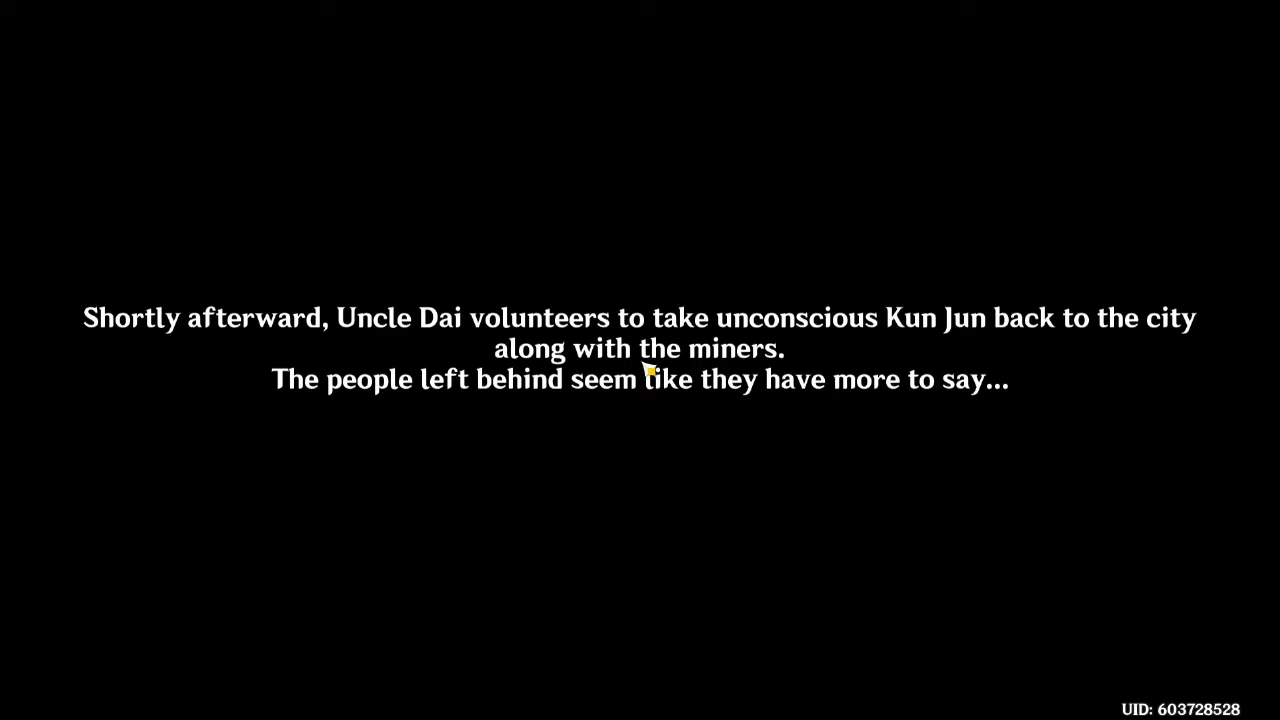 Shortly afterward, Uncle Dai volunteers to take unconscious Kun Jun back to the city
along with the miners.
The people left behind seem like they have more to say...
UID: 603728528